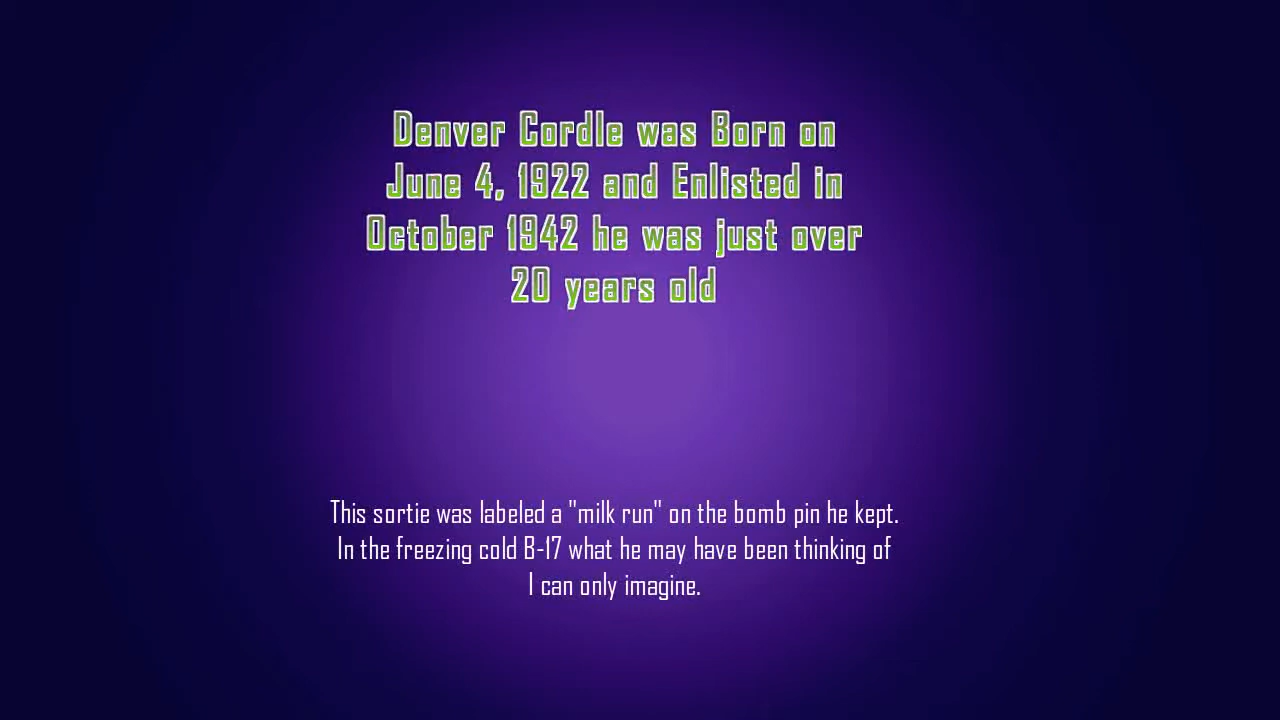 Denver Cordle was Born on
June 4, 1922 and Enlisted in
October 1942 he was just over
20 years old
This sortie was labeled a "milk run" on the bomb pin he kept.
In the freezing cold B-17 what he may have been thinking of
I can only imagine.